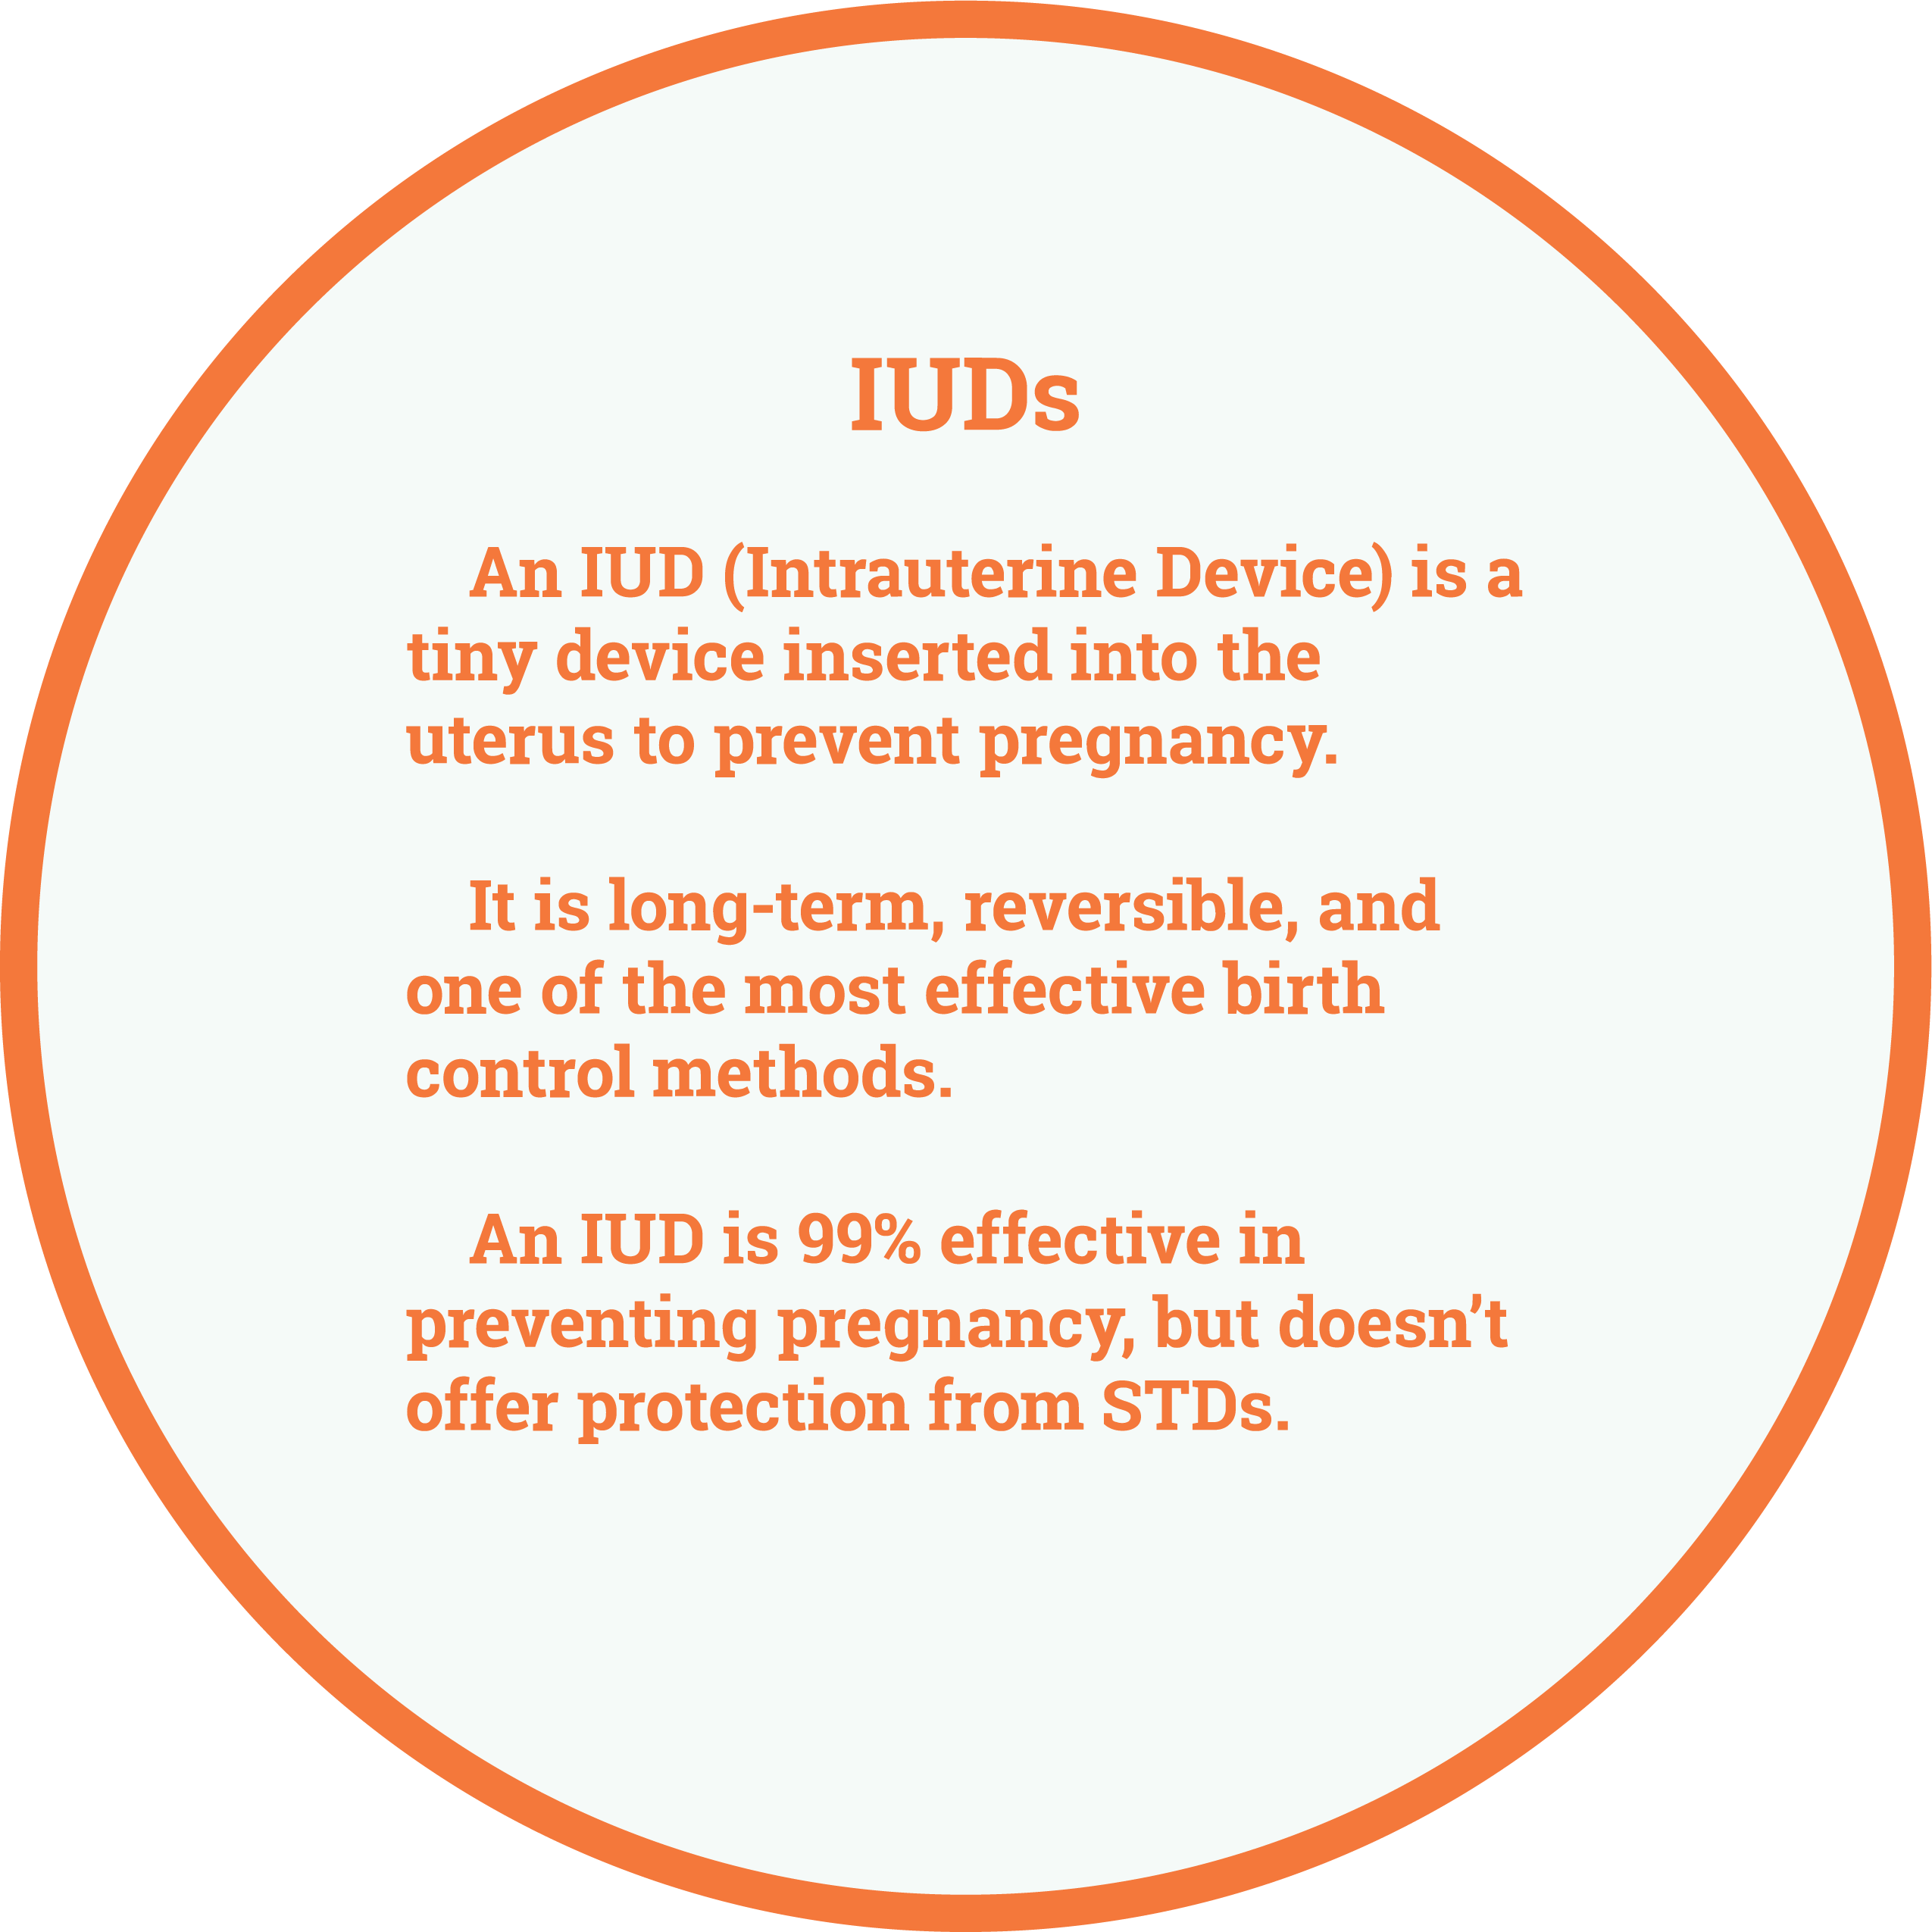 IUDs
An IUD (Intrauterine Device) is a
tiny device inserted into the
uterus to prevent pregnancy.
It is long-term, reversible, and
one of the most effective birth
control methods.
An IUD is 99% effective in
preventing pregnancy, but doesn’t
offer protection from STDs.